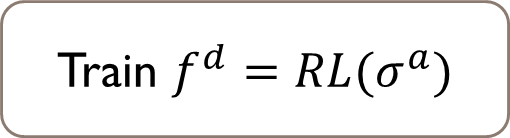 Train f^d = RL(σ^a)